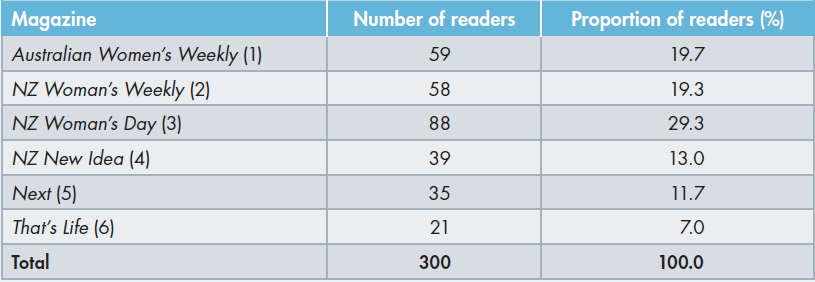 Magazine Number of readers Proportion of readers (%)
Australian Women's Weekly (1) 59 19.7
NZ Woman's Weekly (2) 58 19.3
NZ Woman's Day (3) 88 29.3
NZ New Idea (4) 39 13.0
Next (5) 35 11.7
That's Life (6) 21 7.0
Total 300 100.0